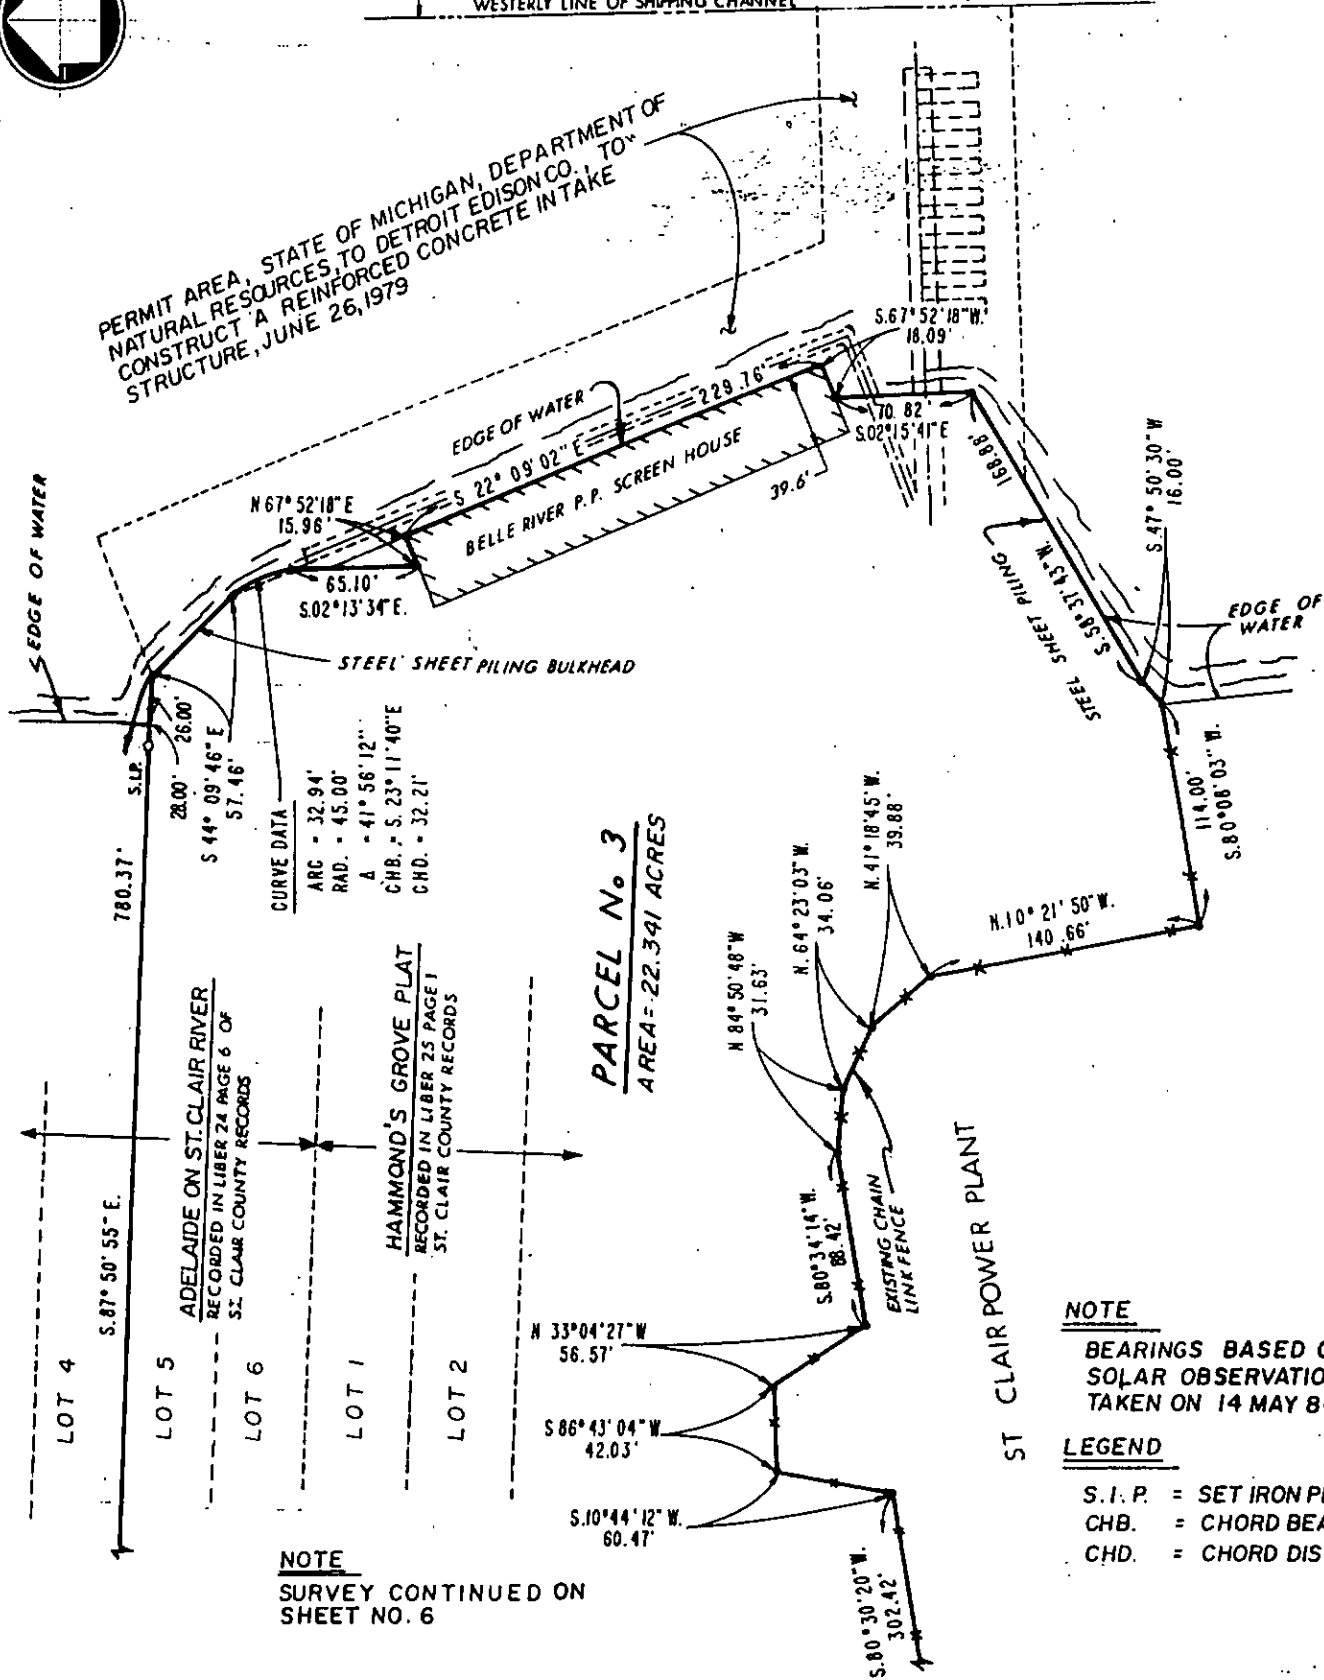 WESTERLY LINE OF SHIPPING CHANNEL
PERMIT AREA, STATE OF MICHIGAN, DEPARTMENT OF
NATURAL RESOURCES, TO DETROIT EDISON CO., TO
CONSTRUCT A REINFORCED CONCRETE INTAKE
STRUCTURE, JUNE 26, 1979
S.67°52'18"W.
18.09'
EDGE OF WATER
S 22° 09' 02" E
229.76'
BELLE RIVER P.P. SCREEN HOUSE
39.6'
70.82'
S.02°15'41"E
168.88'
S.58°37'43"W.
STEEL SHEET PILING
S.47°50'30"W
16.00'
EDGE OF
WATER
EDGE OF WATER
N 67°52'18" E
15.96'
65.10'
S.02°13'34"E.
STEEL SHEET PILING BULKHEAD
S.I.P.
26.00'
28.00'
S 44° 09' 46" E
57.46'
780.37'
CURVE DATA
ARC = 32.94'
RAD. = 45.00'
Δ = 41° 56' 12"
CHB. = S. 23° 11' 40" E
CHD. = 32.21'
114.00'
S.80°08'03"W.
N.10° 21' 50" W.
140.66'
N.41°18'45"W.
39.88'
N.64°23'03"W.
34.06'
N 84°50'48"W
31.63'
PARCEL No. 3
AREA = 22.341 ACRES
ADELAIDE ON ST. CLAIR RIVER
RECORDED IN LIBER 24 PAGE 6 OF
ST. CLAIR COUNTY RECORDS
HAMMOND'S GROVE PLAT
RECORDED IN LIBER 25 PAGE 1
ST. CLAIR COUNTY RECORDS
S.87° 50' 55" E.
LOT 4
LOT 5
LOT 6
LOT 1
LOT 2
S.80°34'14"W.
88.42'
EXISTING CHAIN
LINK FENCE
ST CLAIR POWER PLANT
N 33°04'27"W
56.57'
S 86°43'04"W.
42.03'
S.10°44'12"W.
60.47'
S.80°30'20"W.
302.42'
NOTE
SURVEY CONTINUED ON
SHEET NO. 6
NOTE
BEARINGS BASED
SOLAR
TAKEN ON 14 MAY
LEGEND
S.I.P. = SET IRON
CHB. = CHORD
CHD. = CHORD